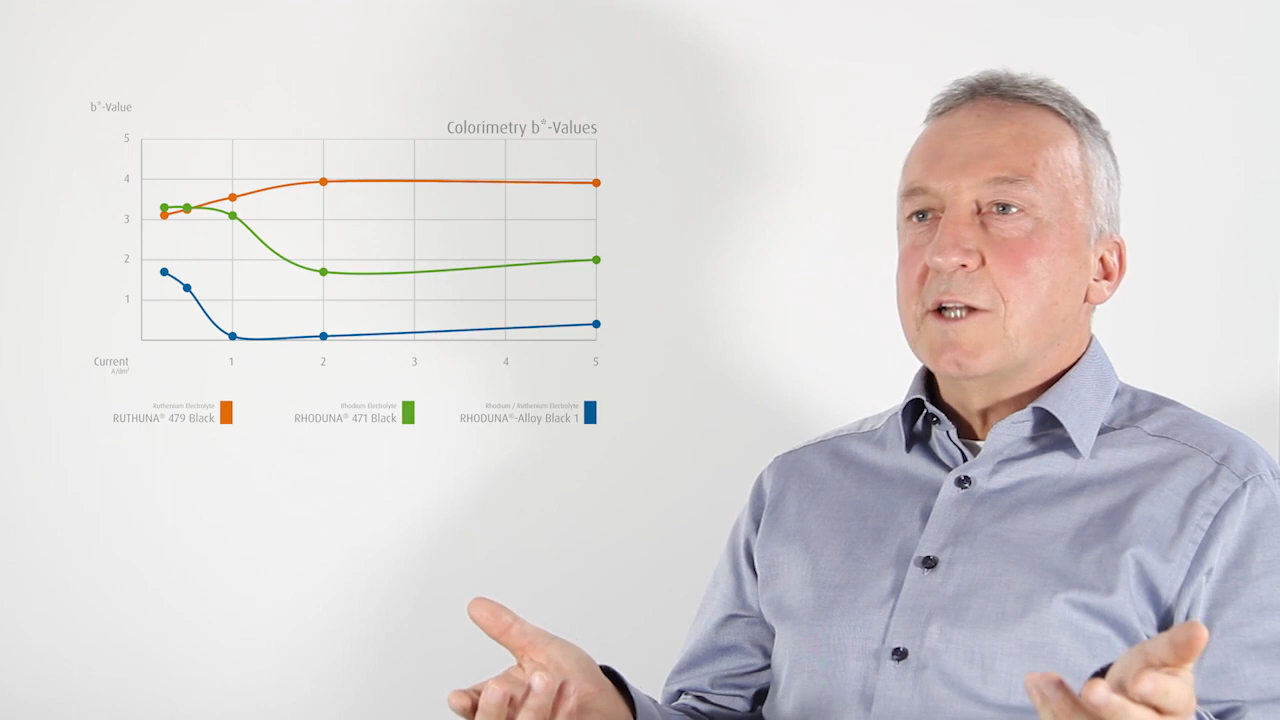 b*-Value
Colorimetry b*-Values
5
4
3
2
1
Current 1 2 3 4 5
A/dm²
Ruthenium Electrolyte
RUTHUNA® 479 Black
Rhodium Electrolyte
RHODUNA® 471 Black
Rhodium / Ruthenium Electrolyte
RHODUNA®-Alloy Black 1